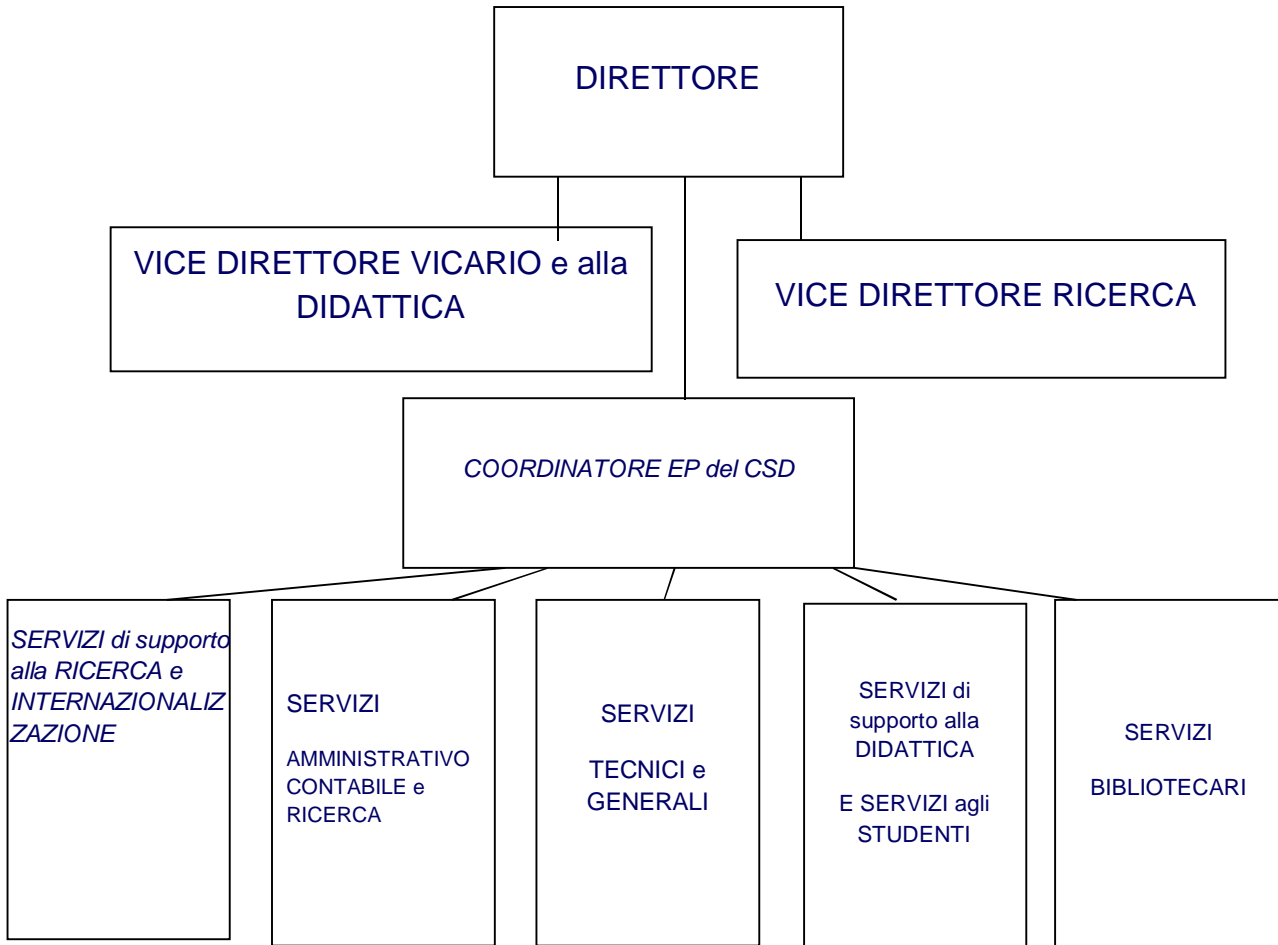 DIRETTORE
VICE DIRETTORE VICARIO e alla
DIDATTICA
VICE DIRETTORE RICERCA
COORDINATORE EP del CSD
SERVIZI di supporto
alla RICERCA e
INTERNAZIONALIZ
ZAZIONE
SERVIZI
AMMINISTRATIVO
CONTABILE e
RICERCA
SERVIZI
TECNICI e
GENERALI
SERVIZI di
supporto alla
DIDATTICA
E SERVIZI agli
STUDENTI
SERVIZI
BIBLIOTECARI